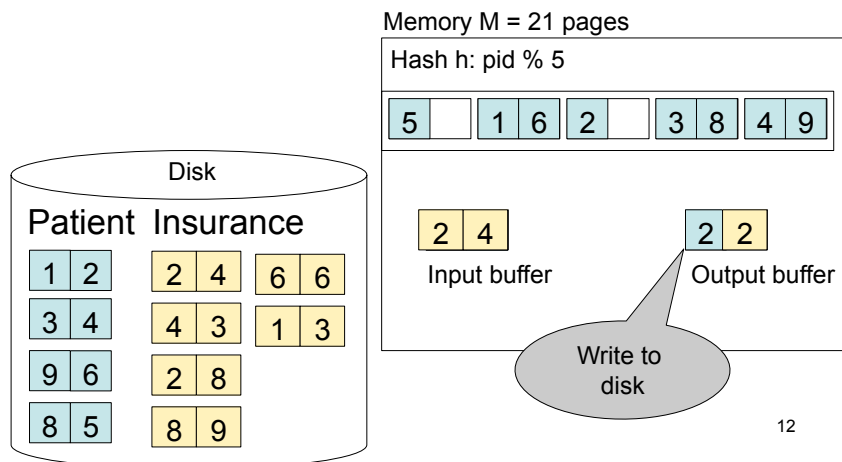 Memory M = 21 pages
Hash h: pid % 5
5 1 6 2 3 8 4 9
Disk
Patient Insurance
1 2 2 4 6 6
3 4 4 3 1 3
9 6 2 8
8 5 8 9
2 4
Input buffer
2 2
Output buffer
Write to
disk
12